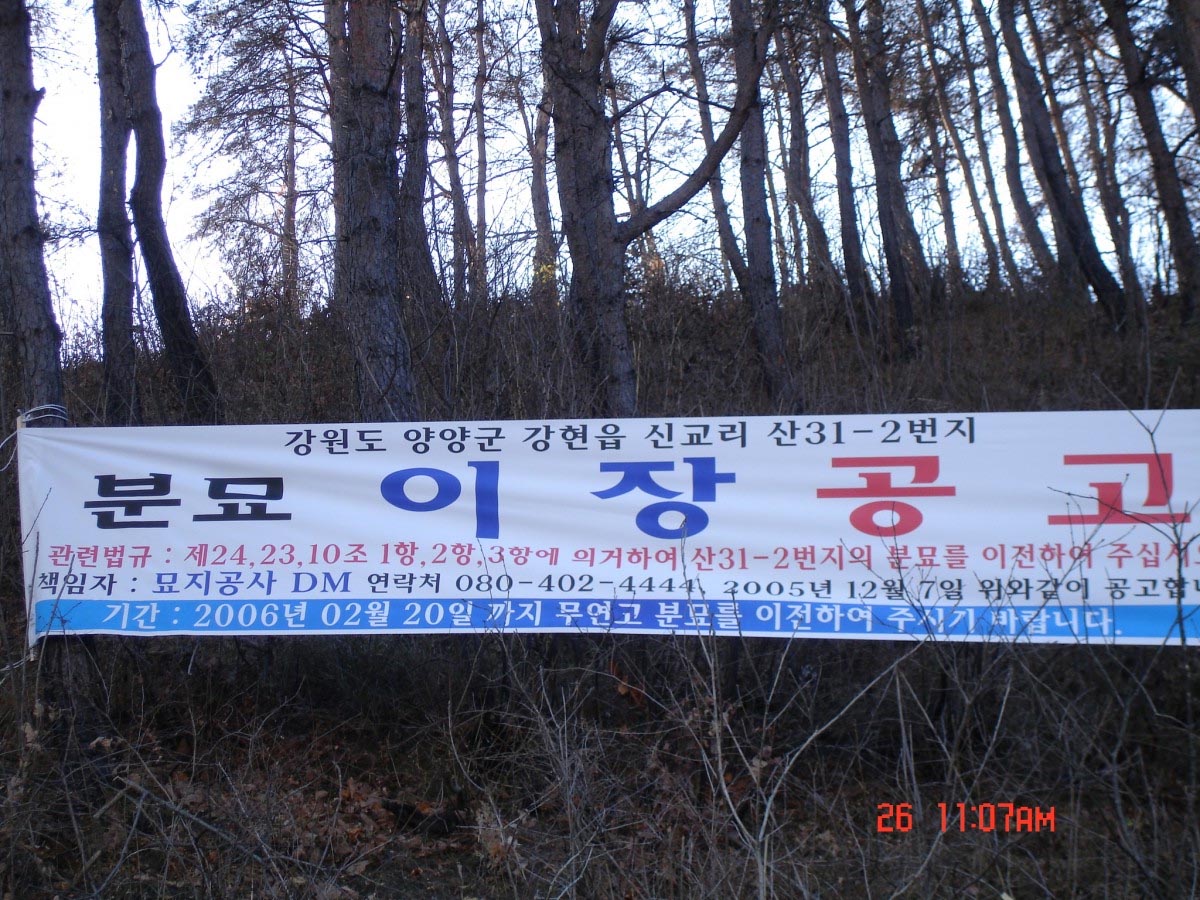 강원도 양양군 강현읍 신교리 산31-2번지
분묘 이장공고
관련법규 : 제24,23,10조 1항,2항,3항에 의거하여 산31-2번지의 분묘를 이전하여 주십시
책임자 : 묘지공사 DM 연락처 080-402-4444 2005년 12월 7일 위와같이 공고합
기간 : 2006년 02월 20일 까지 무연고 분묘를 이전하여 주시기 바랍니다.
26 11:07AM